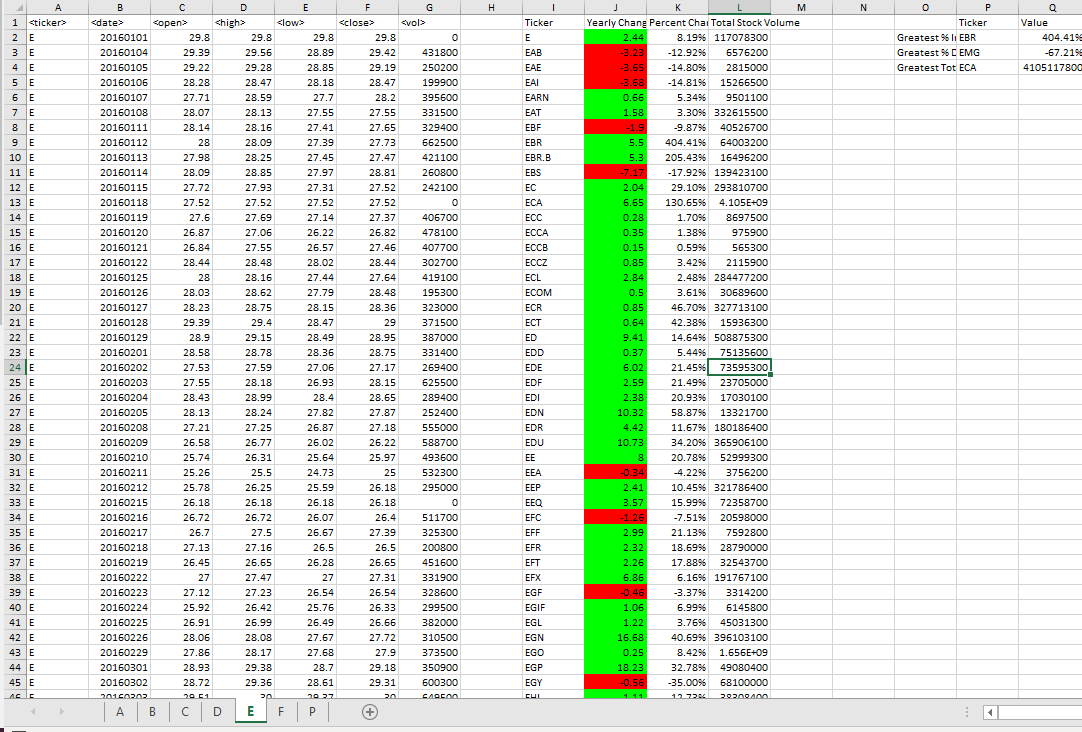 A B C D E F G H I J K L M N O P Q
1 <ticker> <date> <open> <high> <low> <close> <vol> Ticker Yearly Chang Percent Chan Total Stock Volume Ticker Value
2 E 20160101 29.8 29.8 29.8 29.8 0 E 2.44 8.19% 117078300 Greatest % I EBR 404.41%
3 E 20160104 29.39 29.56 28.89 29.42 431800 EAB -3.23 -12.92% 6576200 Greatest % D EMG -67.21%
4 E 20160105 29.22 29.28 28.85 29.19 250200 EAE -3.65 -14.80% 2815000 Greatest Tot ECA 4105117800
5 E 20160106 28.28 28.47 28.18 28.47 199900 EAI -3.68 -14.81% 15266500
6 E 20160107 27.71 28.59 27.7 28.2 395600 EARN 0.66 5.34% 9501100
7 E 20160108 28.07 28.13 27.55 27.55 331500 EAT 1.58 3.30% 332615500
8 E 20160111 28.14 28.16 27.41 27.65 329400 EBF -1.9 -9.87% 40526700
9 E 20160112 28 28.09 27.39 27.73 662500 EBR 5.5 404.41% 64003200
10 E 20160113 27.98 28.25 27.45 27.47 421100 EBR.B 5.3 205.43% 16496200
11 E 20160114 28.09 28.85 27.97 28.81 260800 EBS -7.17 -17.92% 139423100
12 E 20160115 27.72 27.93 27.31 27.52 242100 EC 2.04 29.10% 293810700
13 E 20160118 27.52 27.52 27.52 27.52 0 ECA 6.65 130.65% 4.105E+09
14 E 20160119 27.6 27.69 27.14 27.37 406700 ECC 0.28 1.70% 8697500
15 E 20160120 26.87 27.06 26.22 26.82 478100 ECCA 0.35 1.38% 975900
16 E 20160121 26.84 27.55 26.57 27.46 407700 ECCB 0.15 0.59% 565300
17 E 20160122 28.44 28.48 28.02 28.44 302700 ECCZ 0.85 3.42% 2115900
18 E 20160125 28 28.16 27.44 27.64 419100 ECL 2.84 2.48% 284477200
19 E 20160126 28.03 28.62 27.79 28.48 195300 ECOM 0.5 3.61% 30689600
20 E 20160127 28.23 28.75 28.15 28.36 323000 ECR 0.85 46.70% 327713100
21 E 20160128 29.39 29.4 28.47 29 371500 ECT 0.64 42.38% 15936300
22 E 20160129 28.9 29.15 28.49 28.95 387000 ED 9.41 14.64% 508875300
23 E 20160201 28.58 28.78 28.36 28.75 331400 EDD 0.37 5.44% 75135600
24 E 20160202 27.53 27.59 27.06 27.17 269400 EDE 6.02 21.45% 73595300
25 E 20160203 27.55 28.18 26.93 28.15 625500 EDF 2.59 21.49% 23705000
26 E 20160204 28.43 28.99 28.4 28.65 289400 EDI 2.38 20.93% 17030100
27 E 20160205 28.13 28.24 27.82 27.87 252400 EDN 10.32 58.87% 13321700
28 E 20160208 27.21 27.25 26.87 27.18 555000 EDR 4.42 11.67% 180186400
29 E 20160209 26.58 26.77 26.02 26.22 588700 EDU 10.73 34.20% 365906100
30 E 20160210 25.74 26.31 25.64 25.97 493600 EE 8 20.78% 52999300
31 E 20160211 25.26 25.5 24.73 25 532300 EEA -0.34 -4.22% 3756200
32 E 20160212 25.78 26.25 25.59 26.18 295000 EEP 2.41 10.45% 321786400
33 E 20160215 26.18 26.18 26.18 26.18 0 EEQ 3.57 15.99% 72358700
34 E 20160216 26.72 26.72 26.07 26.4 511700 EFC -1.26 -7.51% 20598000
35 E 20160217 26.7 27.5 26.67 27.39 325300 EFF 2.99 21.13% 7592800
36 E 20160218 27.13 27.16 26.5 26.5 200800 EFR 2.32 18.69% 28790000
37 E 20160219 26.45 26.65 26.28 26.65 451600 EFT 2.26 17.88% 32543700
38 E 20160222 27 27.47 27 27.31 331900 EFX 6.86 6.16% 191767100
39 E 20160223 27.12 27.23 26.54 26.54 328600 EGF -0.46 -3.37% 3314200
40 E 20160224 25.92 26.42 25.76 26.33 299500 EGIF 1.06 6.99% 6145800
41 E 20160225 26.91 26.99 26.49 26.66 382000 EGL 1.22 3.76% 45031300
42 E 20160226 28.06 28.08 27.67 27.72 310500 EGN 16.68 40.69% 396103100
43 E 20160229 27.86 28.17 27.68 27.9 373500 EGO 0.25 8.42% 1.656E+09
44 E 20160301 28.93 29.38 28.7 29.18 350900 EGP 18.23 32.78% 49080400
45 E 20160302 28.72 29.36 28.61 29.31 600300 EGY -0.56 -35.00% 68100000
A B C D E F P